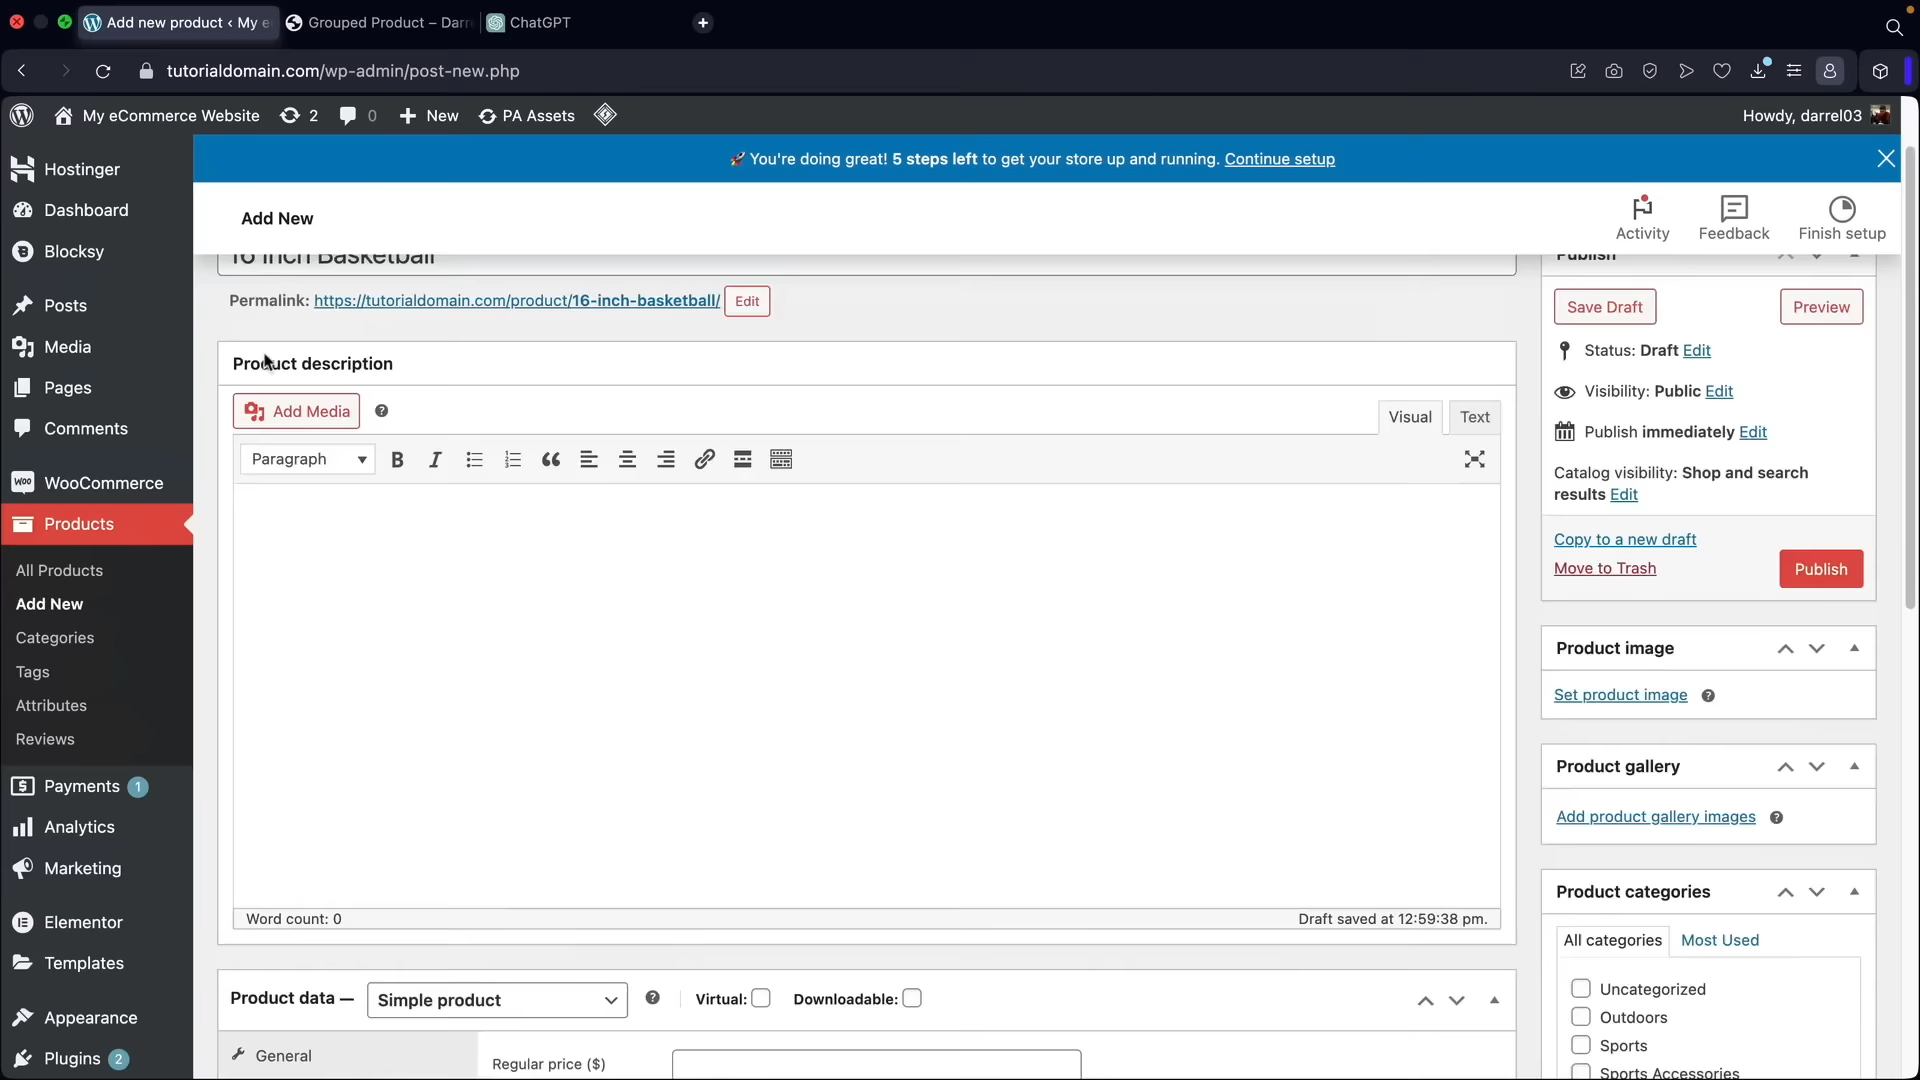 Add new product ‹ My e
Grouped Product – Darre
ChatGPT
tutorialdomain.com/wp-admin/post-new.php
My eCommerce Website
2
0
New
PA Assets
Howdy, darrel03
🚀 You're doing great! 5 steps left to get your store up and running. Continue setup
Add New
Activity
Feedback
Finish setup
Hostinger
Dashboard
Blocksy
Posts
Media
Pages
Comments
WooCommerce
Products
All Products
Add New
Categories
Tags
Attributes
Reviews
Payments 1
Analytics
Marketing
Elementor
Templates
Appearance
Plugins 2
16 Inch Basketball
Permalink: https://tutorialdomain.com/product/16-inch-basketball/ Edit
Product description
Add Media
Visual
Text
Paragraph
Word count: 0
Draft saved at 12:59:38 pm.
Product data —
Simple product
Virtual:
Downloadable:
General
Regular price ($)
Publish
Save Draft
Preview
Status: Draft Edit
Visibility: Public Edit
Publish immediately Edit
Catalog visibility: Shop and search
results Edit
Copy to a new draft
Move to Trash
Publish
Product image
Set product image
Product gallery
Add product gallery images
Product categories
All categories
Most Used
Uncategorized
Outdoors
Sports
Sports Accessories